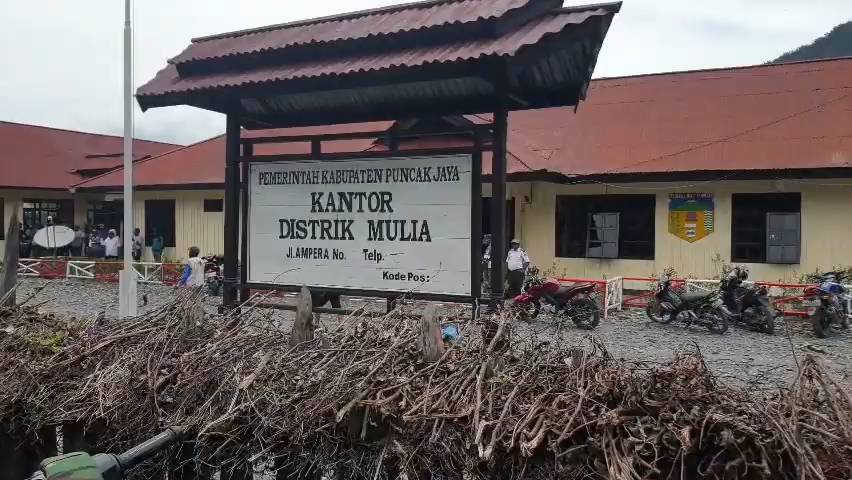 PEMERINTAH KABUPATEN PUNCAK JAYA
KANTOR
DISTRIK MULIA
Jl. AMPERA No. Telp.
Kode Pos :